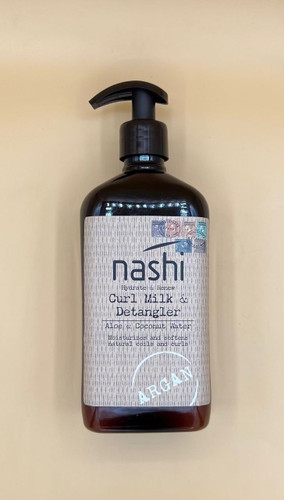 nashi
Hydrate & Renew
Curl Milk &
Detangler
Aloe & Coconut Water
Moisturizes and softens
natural coils and curls
ARGAN